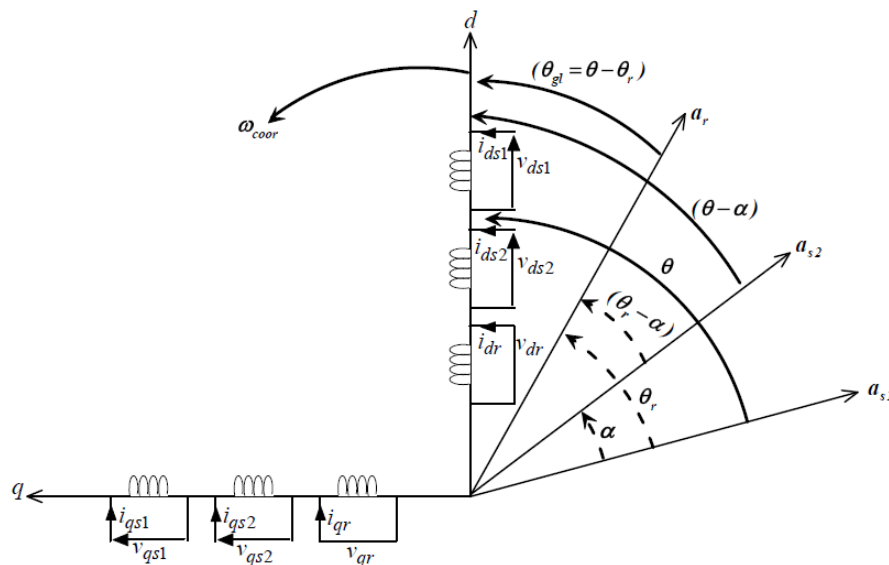 d
(θgl = θ − θr)
ωcoor
ar
ids1
vds1
(θ − α)
as2
ids2
vds2
θ
(θr − α)
idr
vdr
θr
as1
α
q
iqs1
iqs2
iqr
vqs1
vqs2
vqr